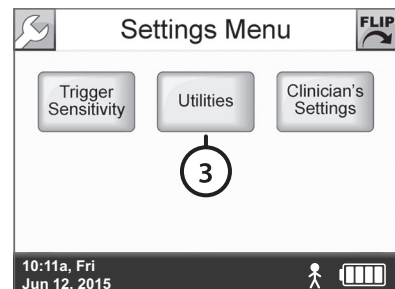 Settings Menu
FLIP
Trigger
Sensitivity
Utilities
Clinician's
Settings
3
10:11a, Fri
Jun 12, 2015